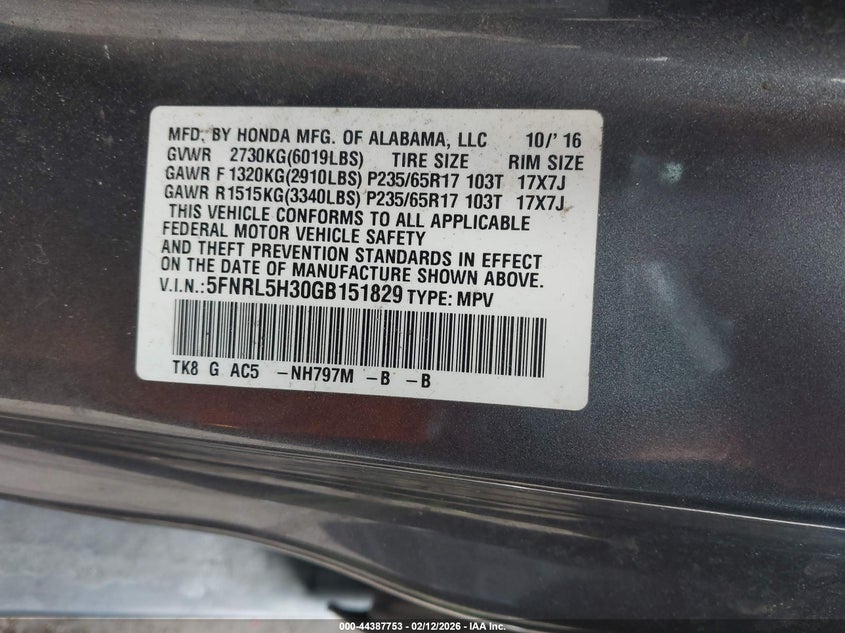 MFD. BY HONDA MFG. OF ALABAMA, LLC 10/'16
GVWR 2730KG(6019LBS) TIRE SIZE RIM SIZE
GAWR F 1320KG(2910LBS) P235/65R17 103T 17X7J
GAWR R1515KG(3340LBS) P235/65R17 103T 17X7J
THIS VEHICLE CONFORMS TO ALL APPLICABLE
FEDERAL MOTOR VEHICLE SAFETY
AND THEFT PREVENTION STANDARDS IN EFFECT
ON THE DATE OF MANUFACTURE SHOWN ABOVE.
V.I.N.:5FNRL5H30GB151829 TYPE: MPV
TK8 G AC5 -NH797M -B -B
000-44387753 - 02/12/2026 - IAA Inc.